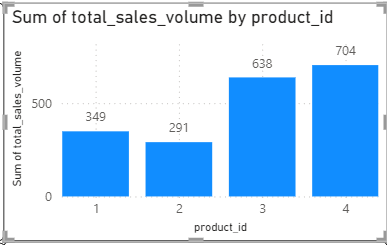 Sum of total_sales_volume by product_id
Sum of total_sales_volume
704
638
500
349
291
0
1 2 3 4
product_id